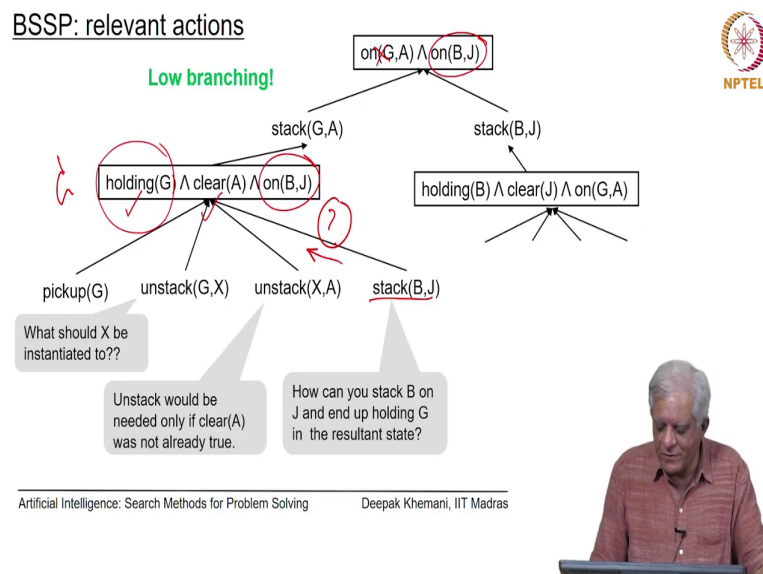 BSSP: relevant actions
on(G,A) Λ on(B,J)
NPTEL
Low branching!
stack(G,A)
stack(B,J)
holding(G) Λ clear(A) Λ on(B,J)
holding(B) Λ clear(J) Λ on(G,A)
?
pickup(G)
unstack(G,X)
unstack(X,A)
stack(B,J)
What should X be
instantiated to??
Unstack would be
needed only if clear(A)
was not already true.
How can you stack B on
J and end up holding G
in the resultant state?
Artificial Intelligence: Search Methods for Problem Solving
Deepak Khemani, IIT Madras